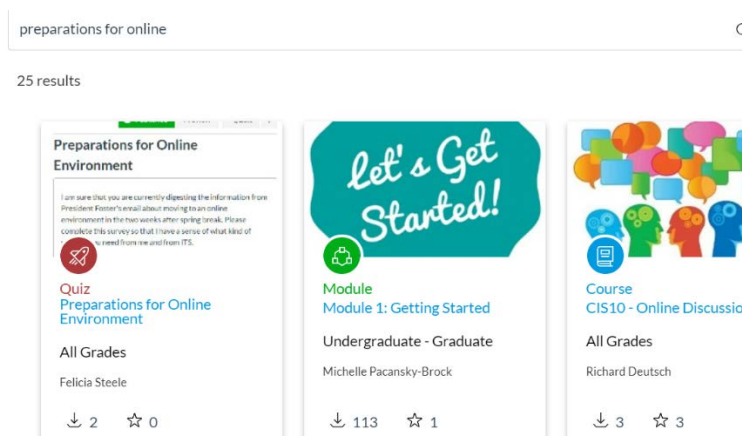 preparations for online
25 results
Preparations for Online
Environment
I am sure that you are currently digesting the information from
President Foster's email about moving to an online
environment in the two weeks after spring break. Please
complete this survey so that I have a sense of what kind of
you need from me and from ITS.
Quiz
Preparations for Online
Environment
All Grades
Felicia Steele
2 0
let's Get
Started!
Module
Module 1: Getting Started
Undergraduate - Graduate
Michelle Pacansky-Brock
113 1
Course
CIS10 - Online Discussio
All Grades
Richard Deutsch
3 3